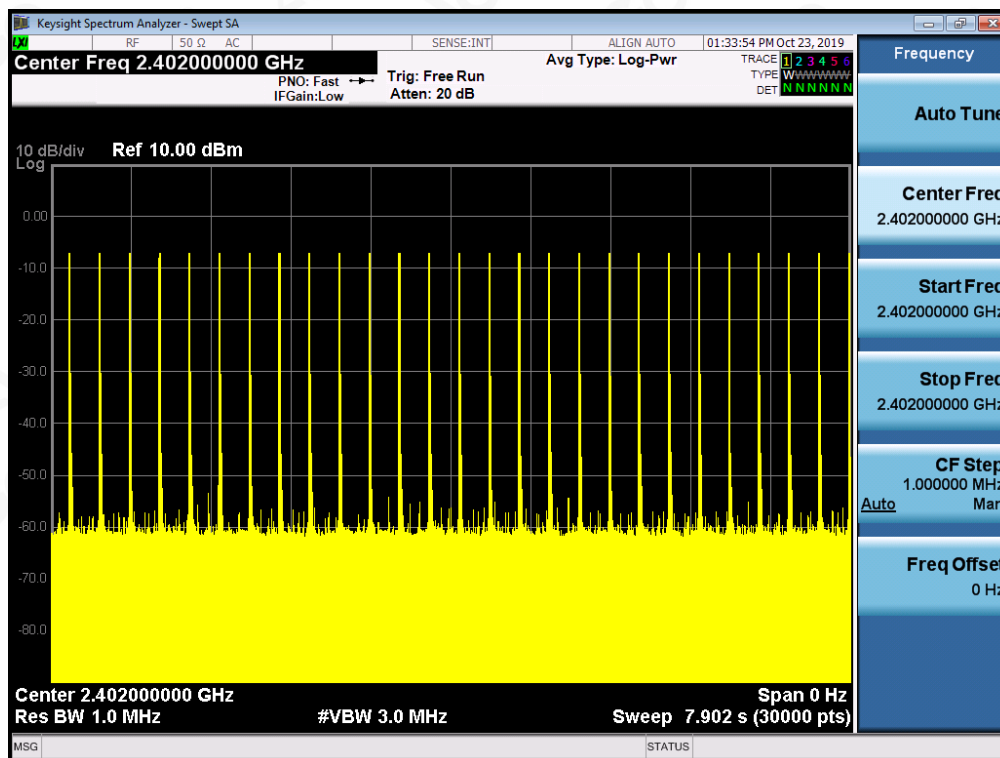 Keysight Spectrum Analyzer - Swept SA
LXI RF 50 Ω AC SENSE:INT ALIGN AUTO 01:33:54 PM Oct 23, 2019
Center Freq 2.402000000 GHz
PNO: Fast
IFGain:Low
Trig: Free Run
Atten: 20 dB
Avg Type: Log-Pwr
TRACE 1 2 3 4 5 6
TYPE WWWWWW
DET N N N N N N
10 dB/div Ref 10.00 dBm
Log
0.00
-10.0
-20.0
-30.0
-40.0
-50.0
-60.0
-70.0
-80.0
Center 2.402000000 GHz Span 0 Hz
Res BW 1.0 MHz #VBW 3.0 MHz Sweep 7.902 s (30000 pts)
MSG STATUS
Frequency
Auto Tune
Center Freq
2.402000000 GHz
Start Freq
2.402000000 GHz
Stop Freq
2.402000000 GHz
CF Step
1.000000 MHz
Auto Man
Freq Offset
0 Hz